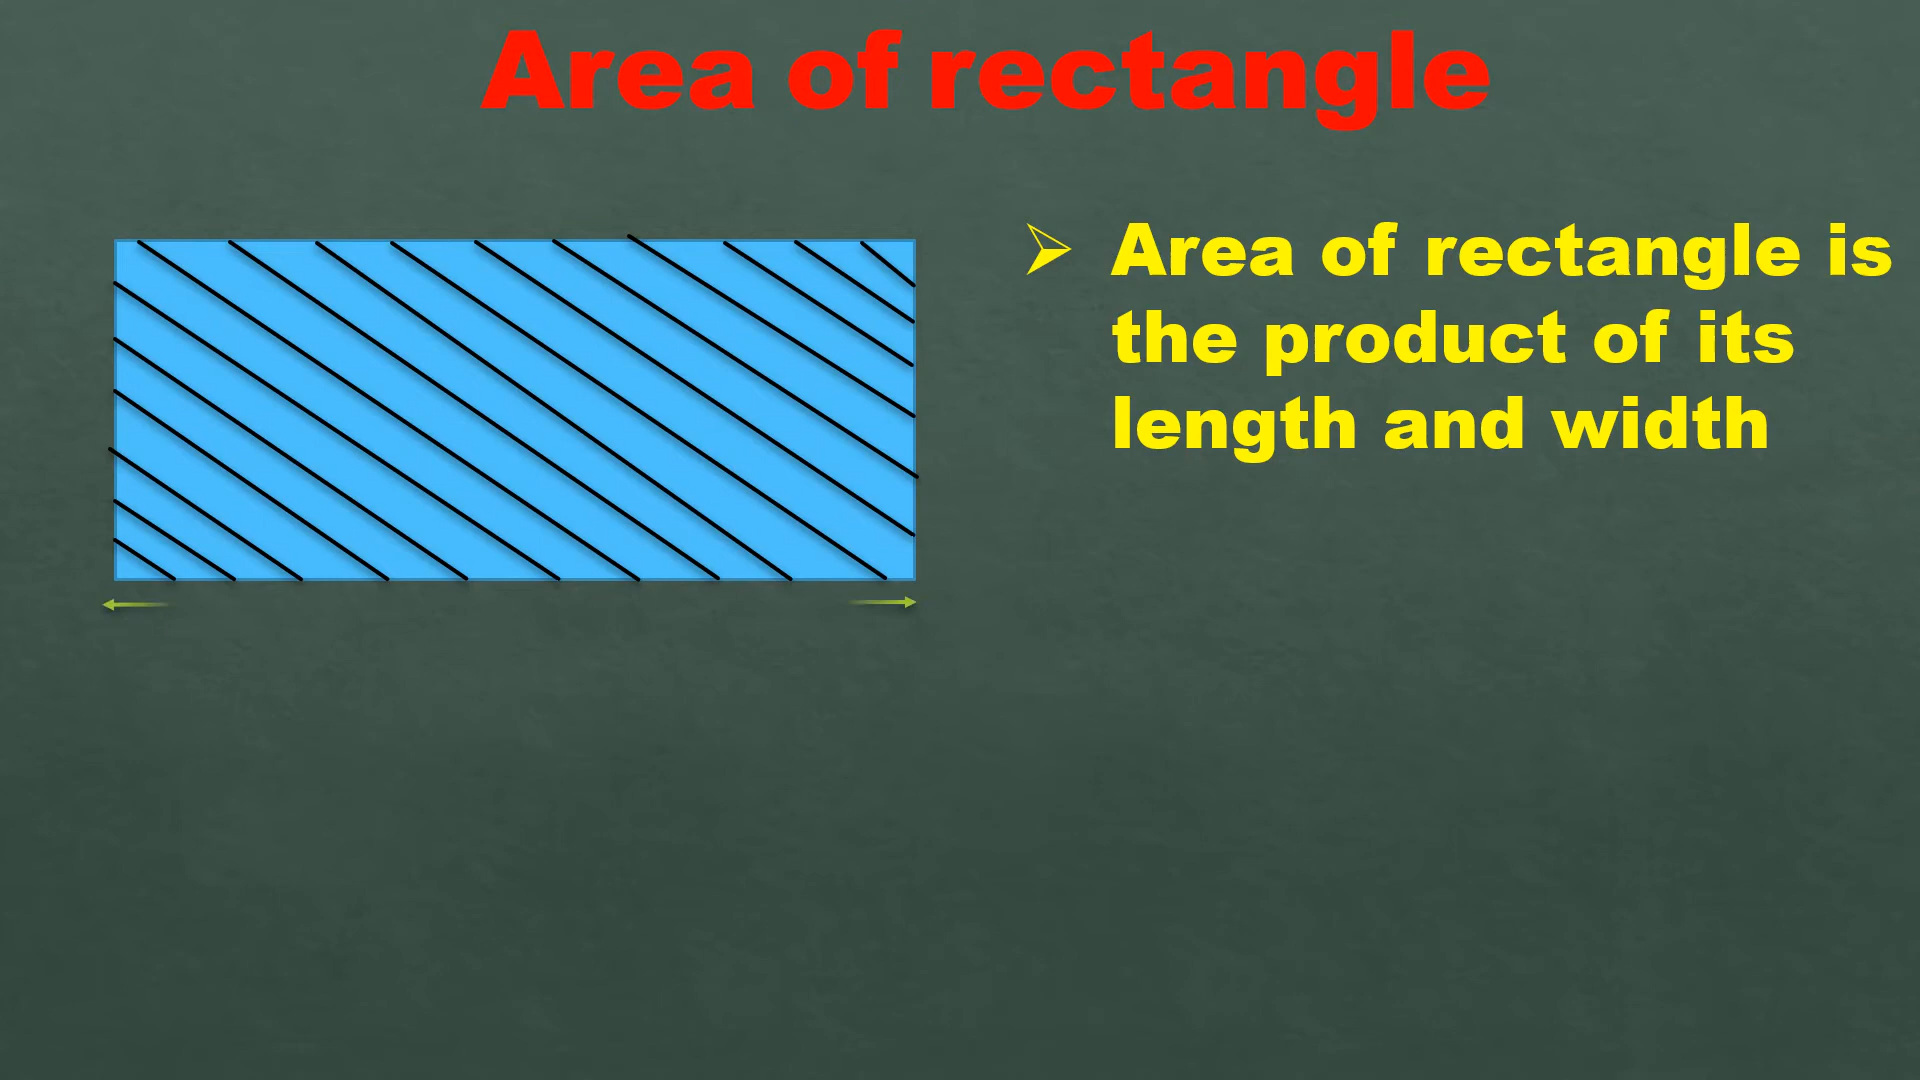 Area of rectangle
Area of rectangle is
the product of its
length and width